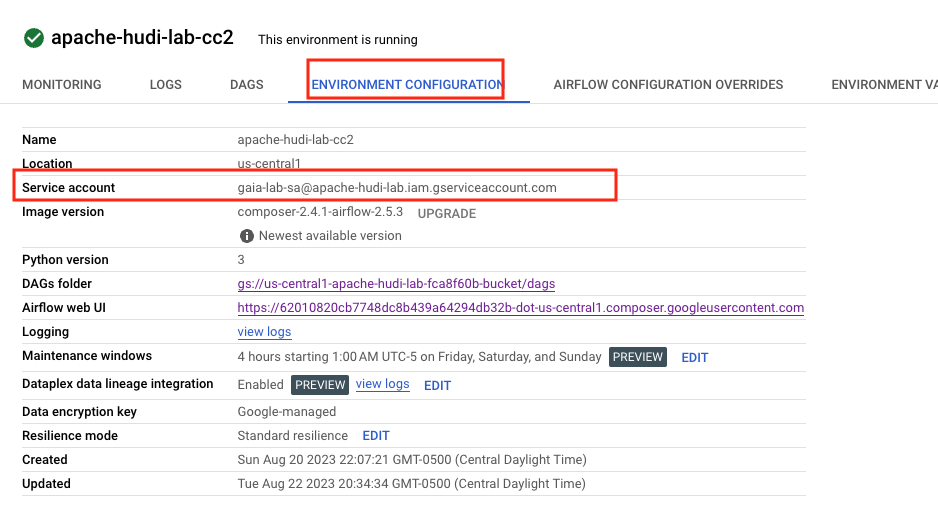 apache-hudi-lab-cc2 This environment is running
MONITORING LOGS DAGS ENVIRONMENT CONFIGURATION AIRFLOW CONFIGURATION OVERRIDES ENVIRONMENT VA
Name apache-hudi-lab-cc2
Location us-central1
Service account gaia-lab-sa@apache-hudi-lab.iam.gserviceaccount.com
Image version composer-2.4.1-airflow-2.5.3 UPGRADE
Newest available version
Python version 3
DAGs folder gs://us-central1-apache-hudi-lab-fca8f60b-bucket/dags
Airflow web UI https://62010820cb7748dc8b439a64294db32b-dot-us-central1.composer.googleusercontent.com
Logging view logs
Maintenance windows 4 hours starting 1:00 AM UTC-5 on Friday, Saturday, and Sunday PREVIEW EDIT
Dataplex data lineage integration Enabled PREVIEW view logs EDIT
Data encryption key Google-managed
Resilience mode Standard resilience EDIT
Created Sun Aug 20 2023 22:07:21 GMT-0500 (Central Daylight Time)
Updated Tue Aug 22 2023 20:34:34 GMT-0500 (Central Daylight Time)